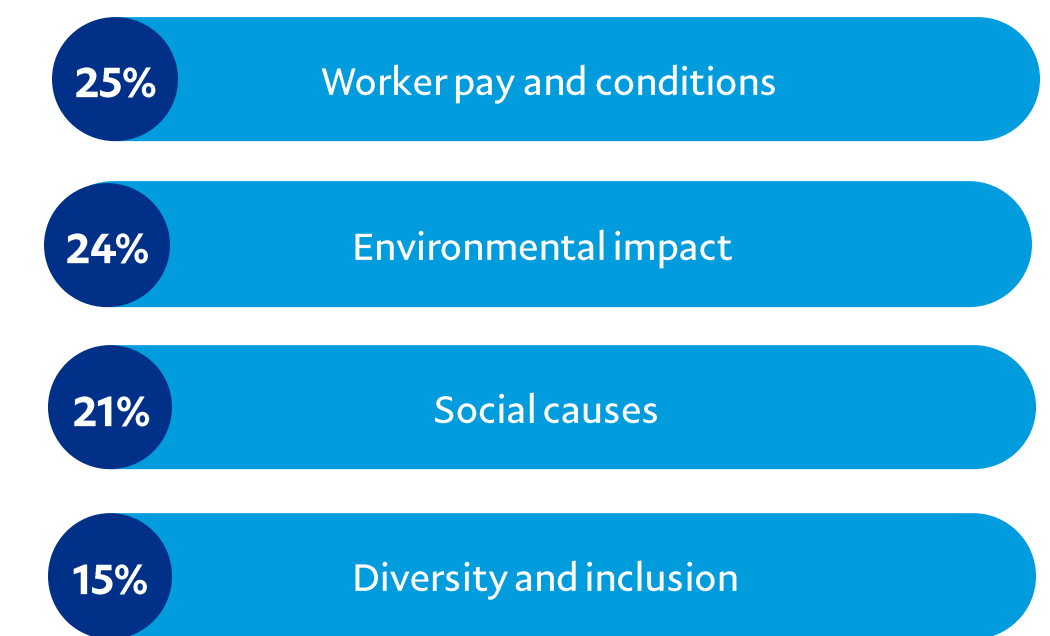 25% Worker pay and conditions
24% Environmental impact
21% Social causes
15% Diversity and inclusion